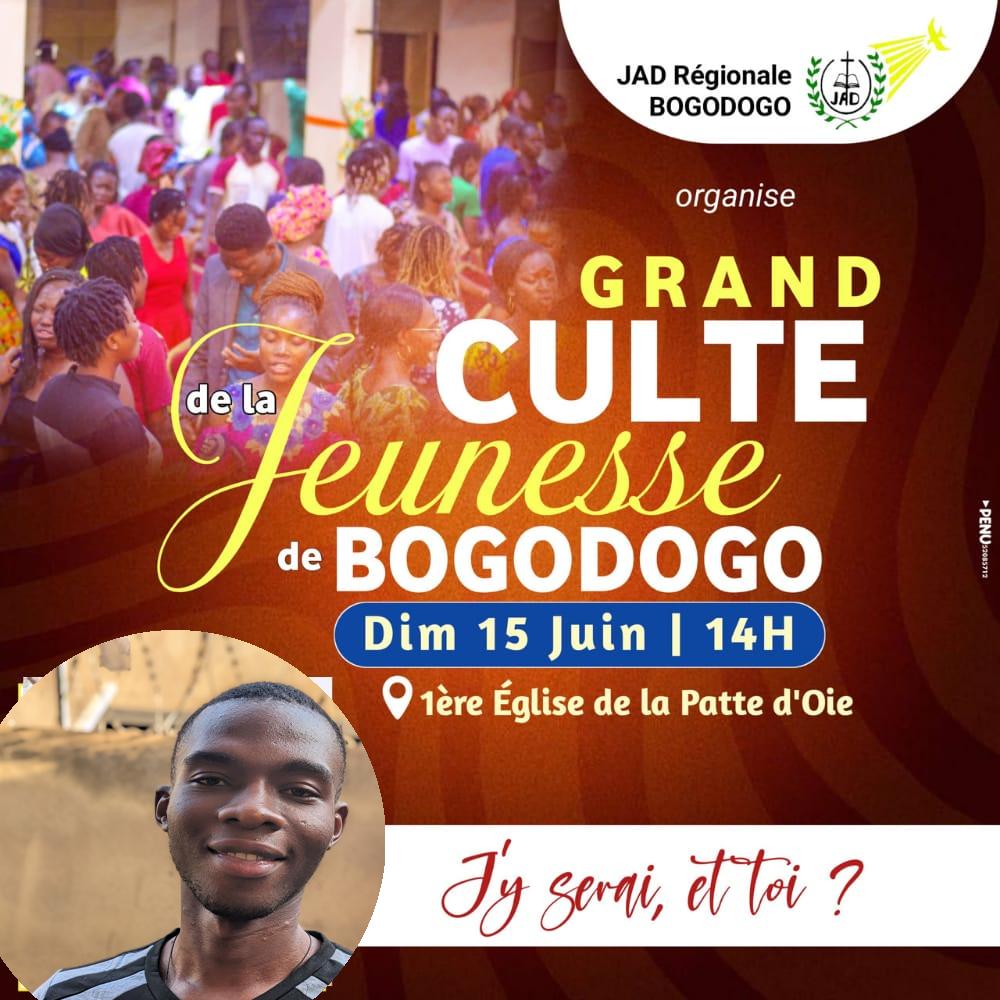 JAD Régionale
BOGODOGO
JAD
organise
GRAND
CULTE
de la
Jeunesse
de BOGODOGO
Dim 15 Juin | 14H
1ère Église de la Patte d'Oie
J'y serai, et toi ?
PENU